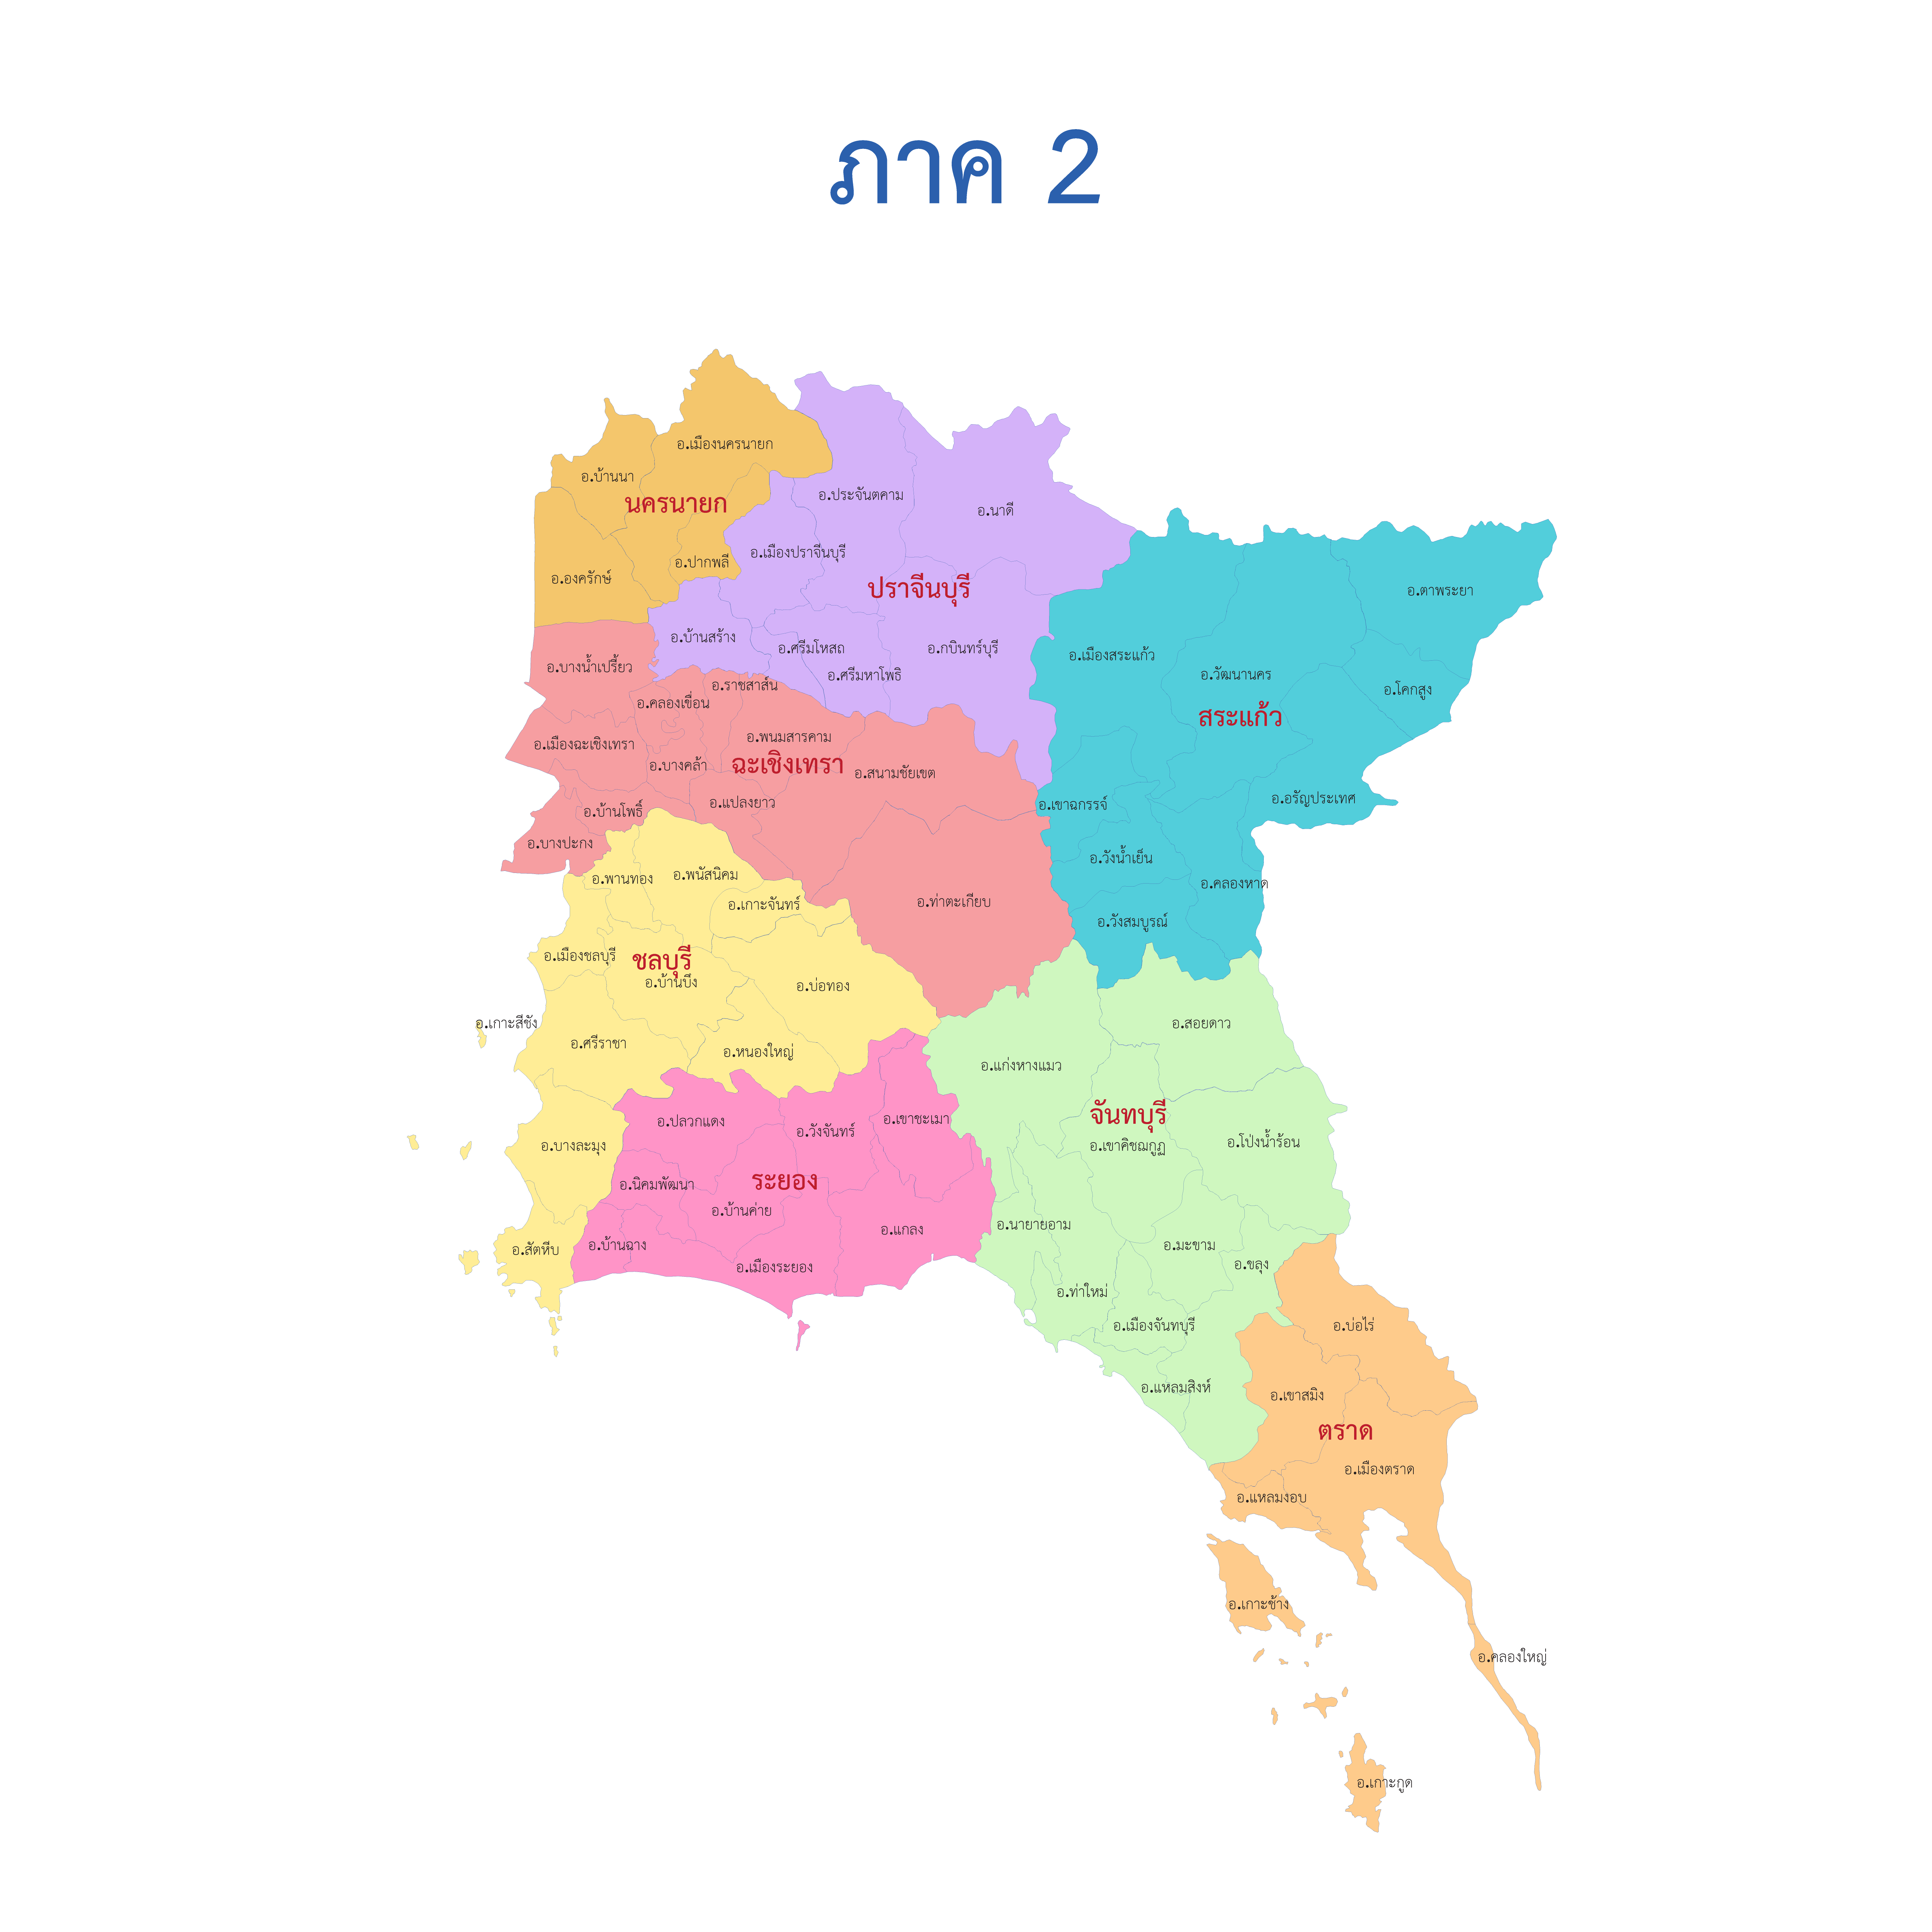 ภาค 2
อ.เมืองนครนายก
อ.บ้านนา
นครนายก
อ.ปากพลี
อ.องครักษ์
อ.ประจันตคาม
อ.นาดี
อ.เมืองปราจีนบุรี
ปราจีนบุรี
อ.บ้านสร้าง
อ.ศรีมโหสถ
อ.กบินทร์บุรี
อ.ศรีมหาโพธิ
อ.ตาพระยา
อ.เมืองสระแก้ว
อ.วัฒนานคร
อ.โคกสูง
สระแก้ว
อ.อรัญประเทศ
อ.เขาฉกรรจ์
อ.วังน้ำเย็น
อ.คลองหาด
อ.วังสมบูรณ์
อ.บางน้ำเปรี้ยว
อ.ราชสาส์น
อ.คลองเขื่อน
อ.พนมสารคาม
อ.เมืองฉะเชิงเทรา
อ.บางคล้า
ฉะเชิงเทรา
อ.สนามชัยเขต
อ.แปลงยาว
อ.บ้านโพธิ์
อ.บางปะกง
อ.ท่าตะเกียบ
อ.พานทอง
อ.พนัสนิคม
อ.เกาะจันทร์
อ.เมืองชลบุรี
ชลบุรี
อ.บ้านบึง
อ.บ่อทอง
อ.เกาะสีชัง
อ.ศรีราชา
อ.หนองใหญ่
อ.บางละมุง
อ.สัตหีบ
อ.ปลวกแดง
อ.วังจันทร์
อ.เขาชะเมา
อ.นิคมพัฒนา
ระยอง
อ.บ้านค่าย
อ.แกลง
อ.บ้านฉาง
อ.เมืองระยอง
อ.สอยดาว
อ.แก่งหางแมว
จันทบุรี
อ.เขาคิชฌกูฏ
อ.โป่งน้ำร้อน
อ.นายายอาม
อ.มะขาม
อ.ขลุง
อ.ท่าใหม่
อ.เมืองจันทบุรี
อ.แหลมสิงห์
อ.บ่อไร่
อ.เขาสมิง
ตราด
อ.เมืองตราด
อ.แหลมงอบ
อ.เกาะช้าง
อ.คลองใหญ่
อ.เกาะกูด